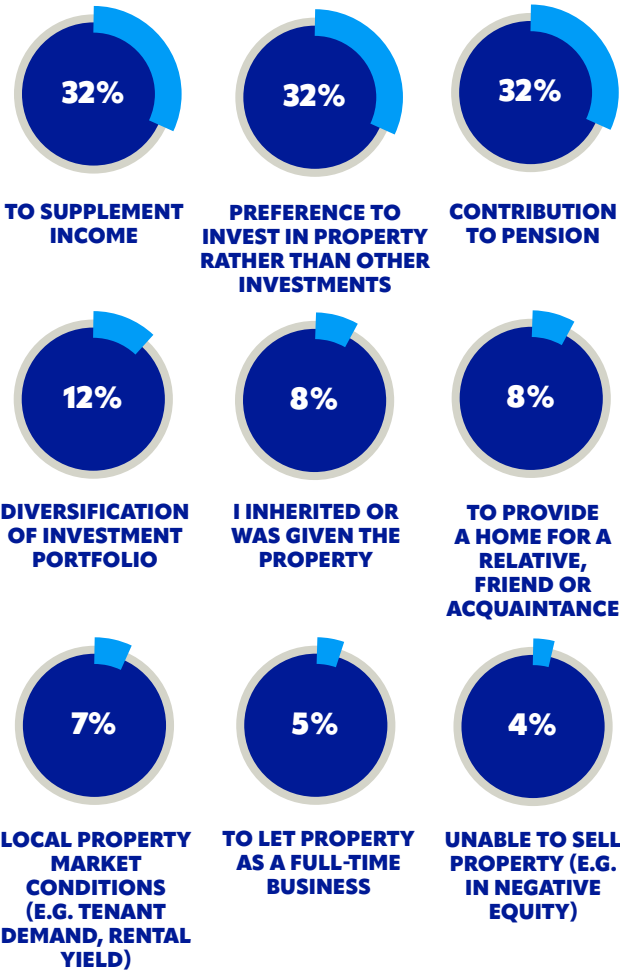 32%
TO SUPPLEMENT
INCOME
32%
PREFERENCE TO
INVEST IN PROPERTY
RATHER THAN OTHER
INVESTMENTS
32%
CONTRIBUTION
TO PENSION
12%
DIVERSIFICATION
OF INVESTMENT
PORTFOLIO
8%
I INHERITED OR
WAS GIVEN THE
PROPERTY
8%
TO PROVIDE
A HOME FOR A
RELATIVE,
FRIEND OR
ACQUAINTANCE
7%
LOCAL PROPERTY
MARKET
CONDITIONS
(E.G. TENANT
DEMAND, RENTAL
YIELD)
5%
TO LET PROPERTY
AS A FULL-TIME
BUSINESS
4%
UNABLE TO SELL
PROPERTY (E.G.
IN NEGATIVE
EQUITY)